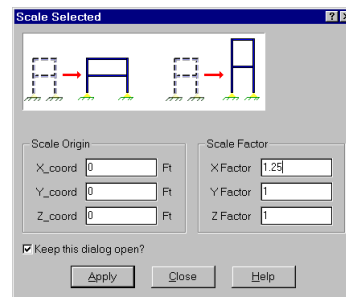 Scale Selected
Scale Origin
X_coord 0 Ft
Y_coord 0 Ft
Z_coord 0 Ft
Scale Factor
X Factor 1.25
Y Factor 1
Z Factor 1
Keep this dialog open?
Apply Close Help